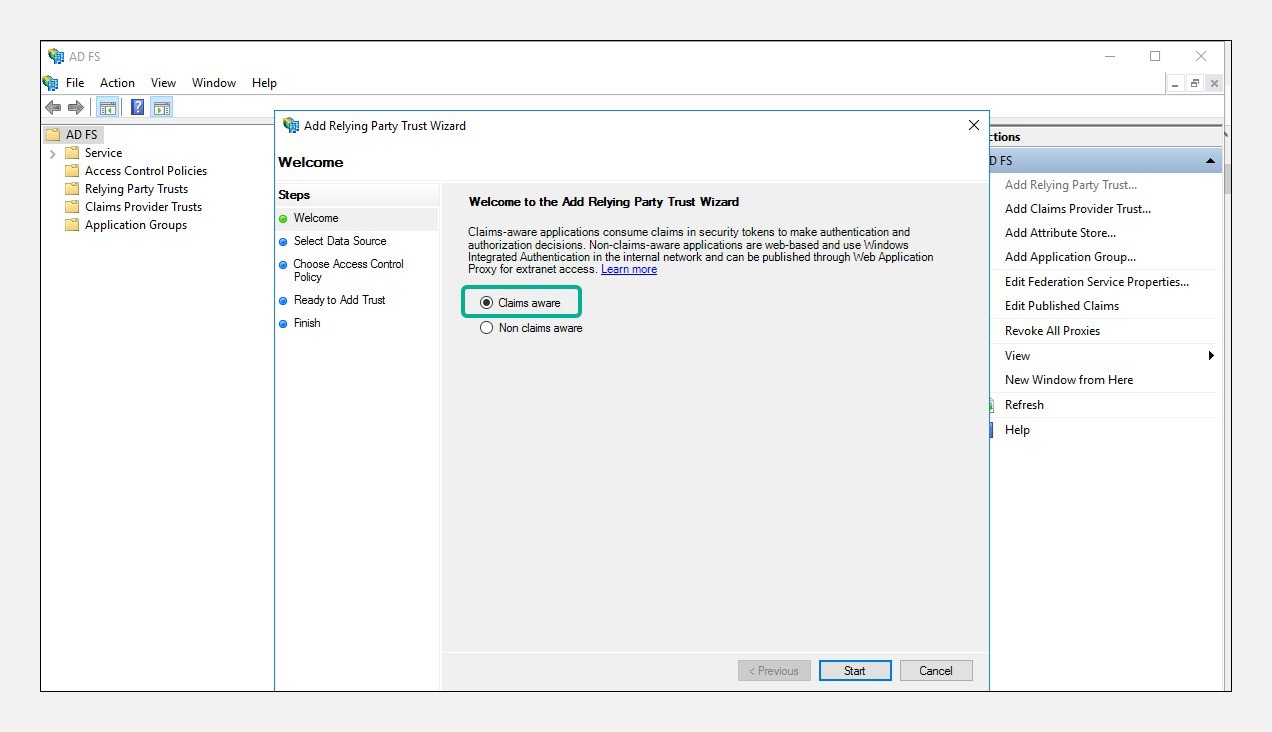 AD FS
File Action View Window Help
AD FS
Service
Access Control Policies
Relying Party Trusts
Claims Provider Trusts
Application Groups
Add Relying Party Trust Wizard
Welcome
Steps
Welcome
Select Data Source
Choose Access Control
Policy
Ready to Add Trust
Finish
Welcome to the Add Relying Party Trust Wizard
Claims-aware applications consume claims in security tokens to make authentication and
authorization decisions. Non-claims-aware applications are web-based and use Windows
Integrated Authentication in the internal network and can be published through Web Application
Proxy for extranet access. Learn more
Claims aware
Non claims aware
< Previous Start Cancel
ctions
D FS
Add Relying Party Trust...
Add Claims Provider Trust...
Add Attribute Store...
Add Application Group...
Edit Federation Service Properties...
Edit Published Claims
Revoke All Proxies
View
New Window from Here
Refresh
Help